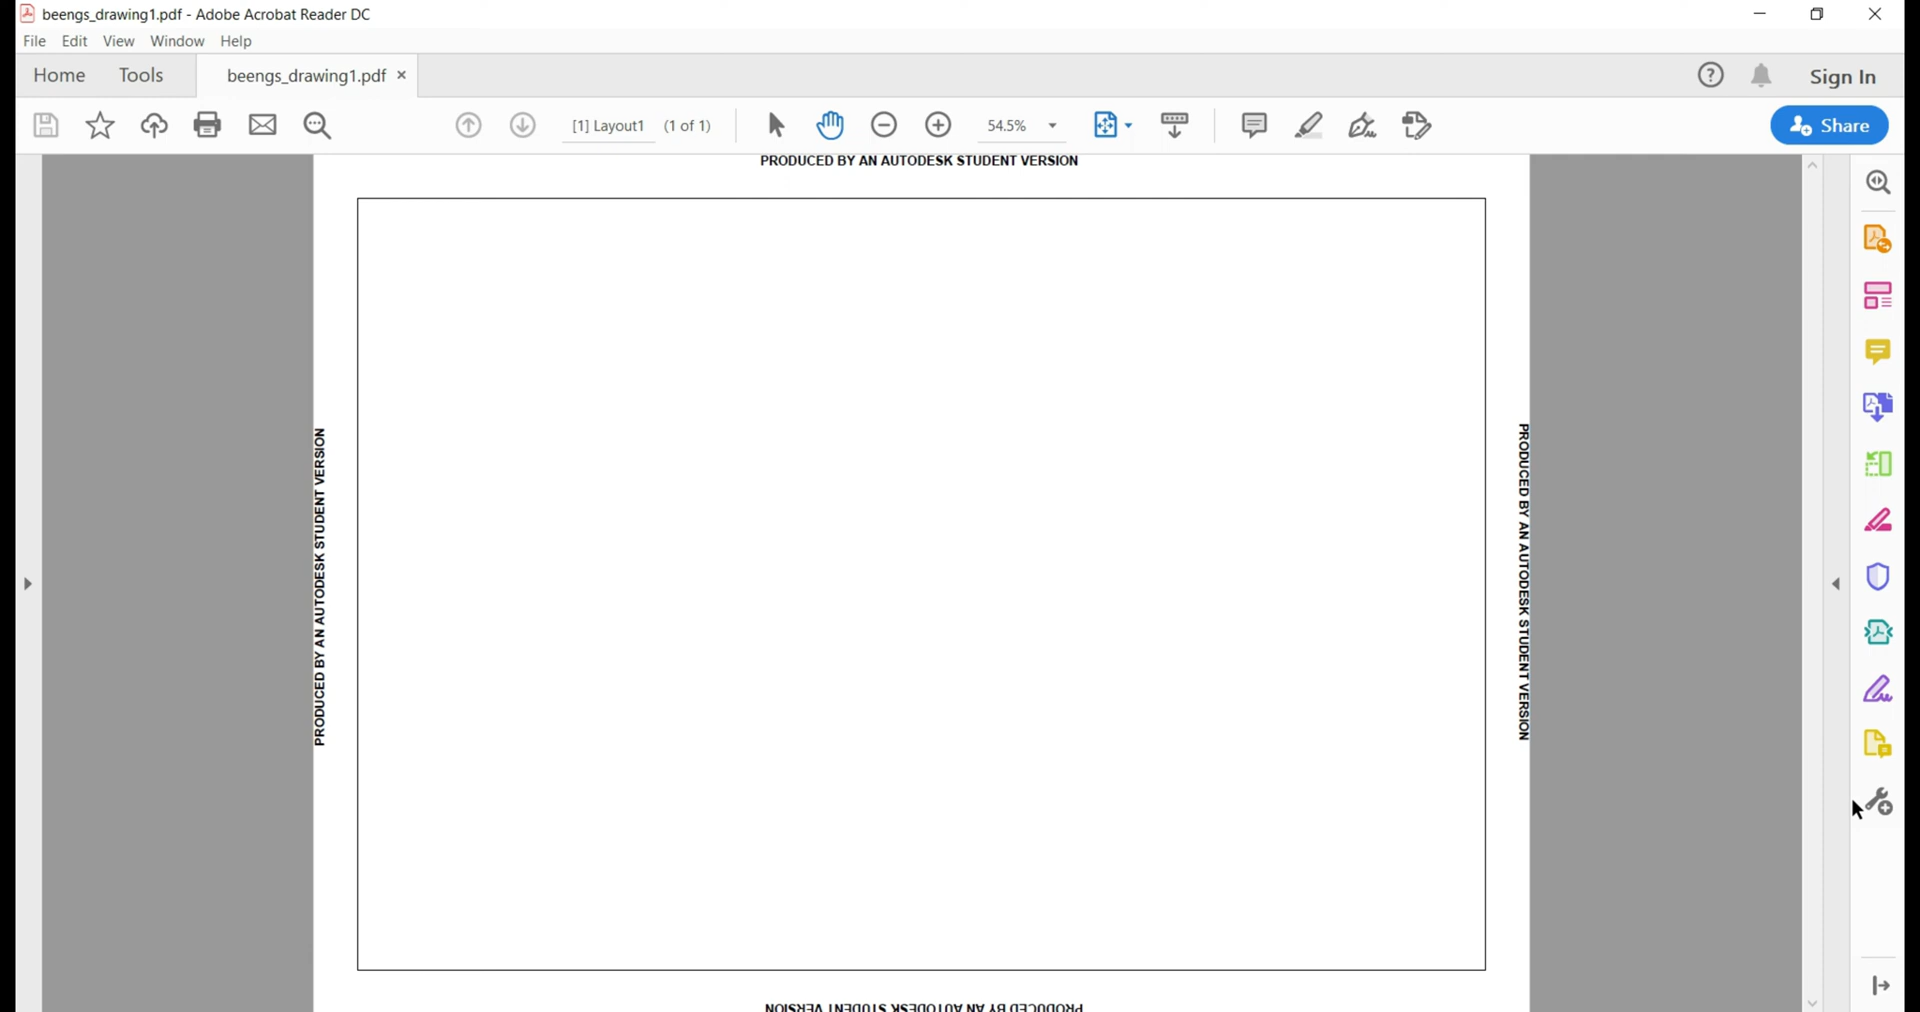 beengs_drawing1.pdf - Adobe Acrobat Reader DC
File Edit View Window Help
Home Tools beengs_drawing1.pdf × Sign In
[1] Layout1 (1 of 1) 54.5% Share
PRODUCED BY AN AUTODESK STUDENT VERSION
PRODUCED BY AN AUTODESK STUDENT VERSION
PRODUCED BY AN AUTODESK STUDENT VERSION
PRODUCED BY AN AUTODESK STUDENT VERSION